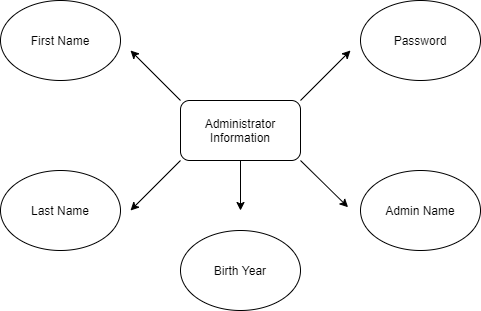 First Name
Password
Administrator
Information
Last Name
Admin Name
Birth Year